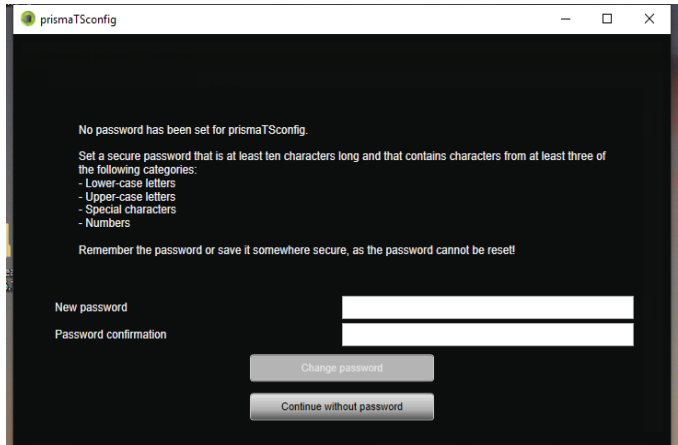 prismaTSconfig
No password has been set for prismaTSconfig.
Set a secure password that is at least ten characters long and that contains characters from at least three of
the following categories:
- Lower-case letters
- Upper-case letters
- Special characters
- Numbers
Remember the password or save it somewhere secure, as the password cannot be reset!
New password
Password confirmation
Change password
Continue without password